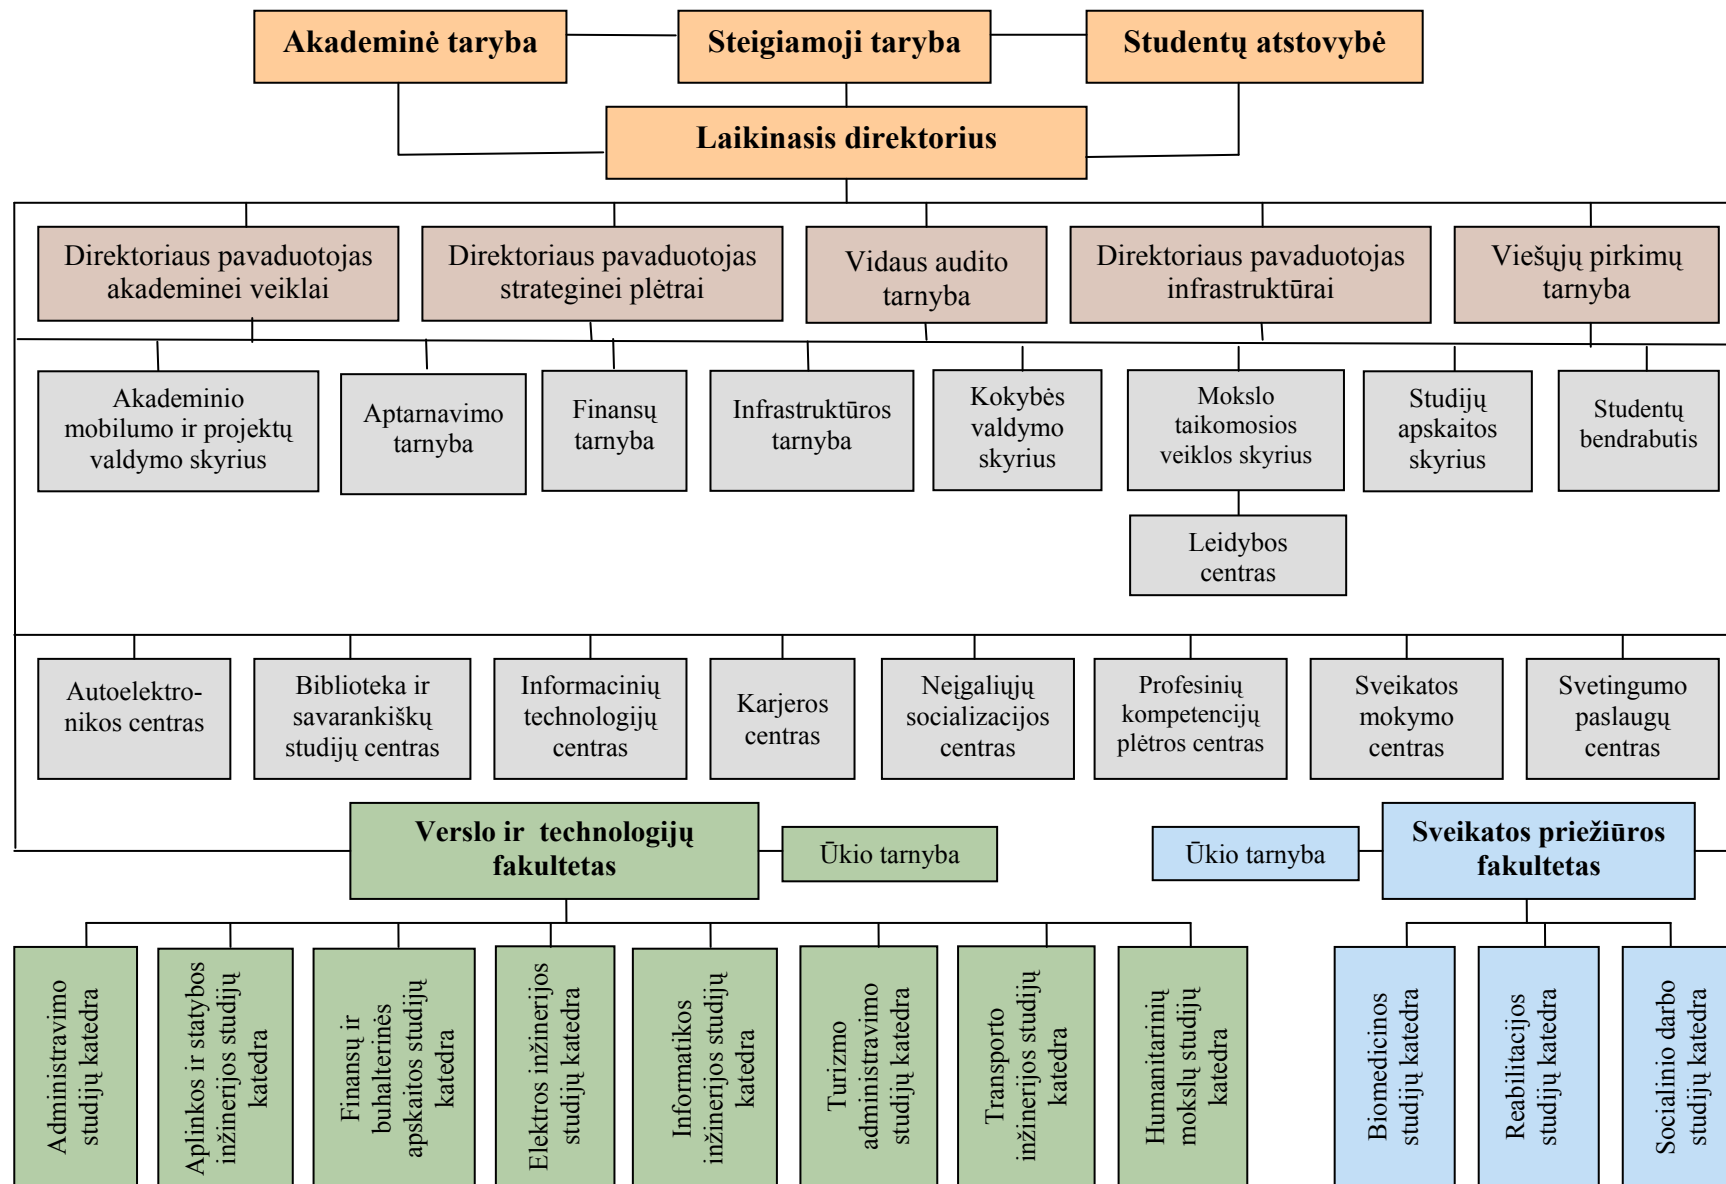 Akademinė taryba
Steigiamoji taryba
Studentų atstovybė
Laikinasis direktorius
Direktoriaus pavaduotojas
akademinei veiklai
Direktoriaus pavaduotojas
strateginei plėtrai
Vidaus audito
tarnyba
Direktoriaus pavaduotojas
infrastruktūrai
Viešųjų pirkimų
tarnyba
Akademinio
mobilumo ir projektų
valdymo skyrius
Aptarnavimo
tarnyba
Finansų
tarnyba
Infrastruktūros
tarnyba
Kokybės
valdymo
skyrius
Mokslo
taikomosios
veiklos skyrius
Studijų
apskaitos
skyrius
Studentų
bendrabutis
Leidybos
centras
Autoelektro-
nikos centras
Biblioteka ir
savarankiškų
studijų centras
Informacinių
technologijų
centras
Karjeros
centras
Neįgaliųjų
socializacijos
centras
Profesinių
kompetencijų
plėtros centras
Sveikatos
mokymo
centras
Svetingumo
paslaugų
centras
Verslo ir technologijų
fakultetas
Ūkio tarnyba
Ūkio tarnyba
Sveikatos priežiūros
fakultetas
Administravimo
studijų katedra
Aplinkos ir statybos
inžinerijos studijų
katedra
Finansų ir
buhalterinės
apskaitos studijų
katedra
Elektros inžinerijos
studijų katedra
Informatikos
inžinerijos studijų
katedra
Turizmo
administravimo
studijų katedra
Transporto
inžinerijos studijų
katedra
Humanitarinių
mokslų studijų
katedra
Biomedicinos
studijų katedra
Reabilitacijos
studijų katedra
Socialinio darbo
studijų katedra